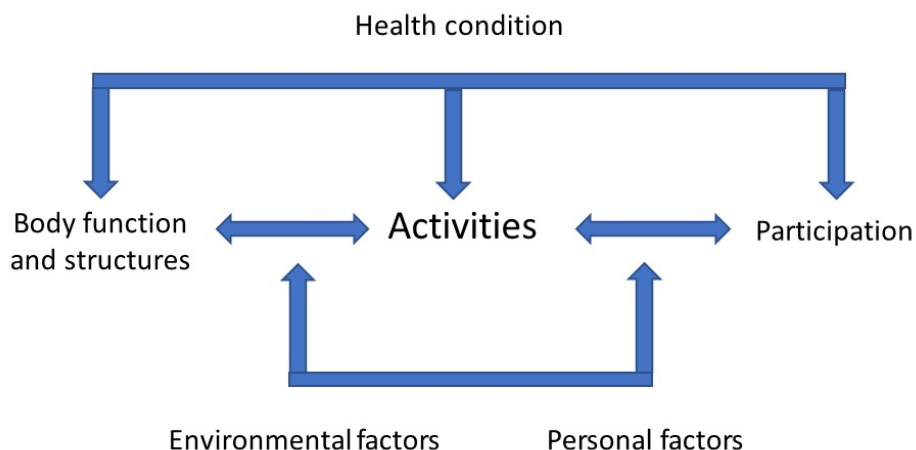 Health condition
Body function
and structures
Activities
Participation
Environmental factors
Personal factors